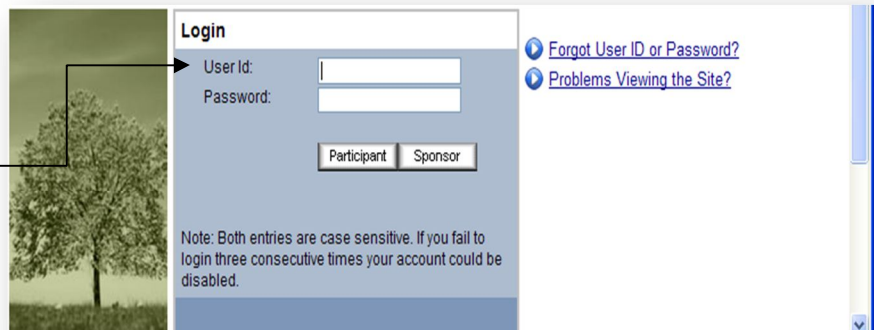 Login
User Id:
Password:
Participant Sponsor
Note: Both entries are case sensitive. If you fail to
login three consecutive times your account could be
disabled.
Forgot User ID or Password?
Problems Viewing the Site?